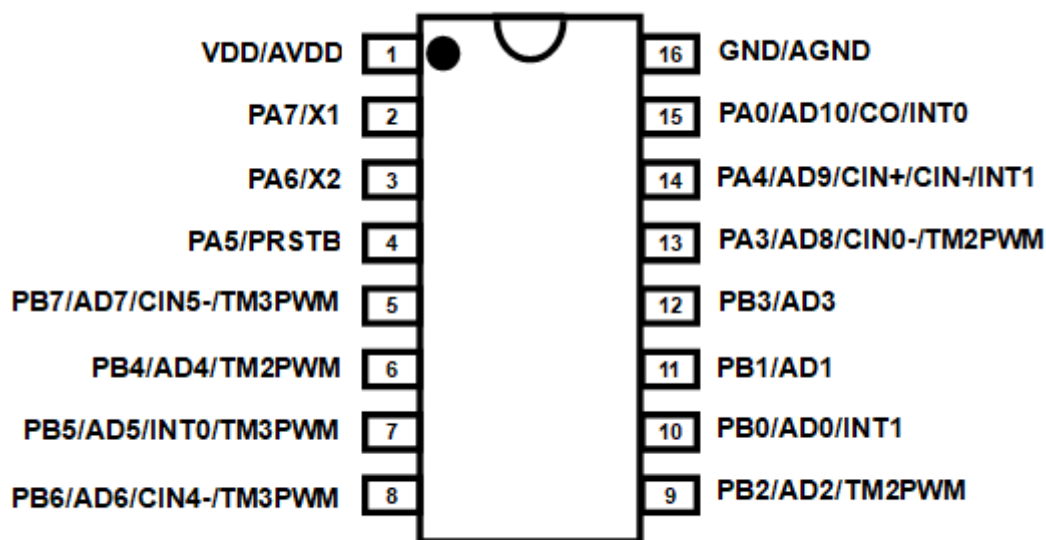 VDD/AVDD 1 16 GND/AGND
PA7/X1 2 15 PA0/AD10/CO/INT0
PA6/X2 3 14 PA4/AD9/CIN+/CIN-/INT1
PA5/PRSTB 4 13 PA3/AD8/CIN0-/TM2PWM
PB7/AD7/CIN5-/TM3PWM 5 12 PB3/AD3
PB4/AD4/TM2PWM 6 11 PB1/AD1
PB5/AD5/INT0/TM3PWM 7 10 PB0/AD0/INT1
PB6/AD6/CIN4-/TM3PWM 8 9 PB2/AD2/TM2PWM